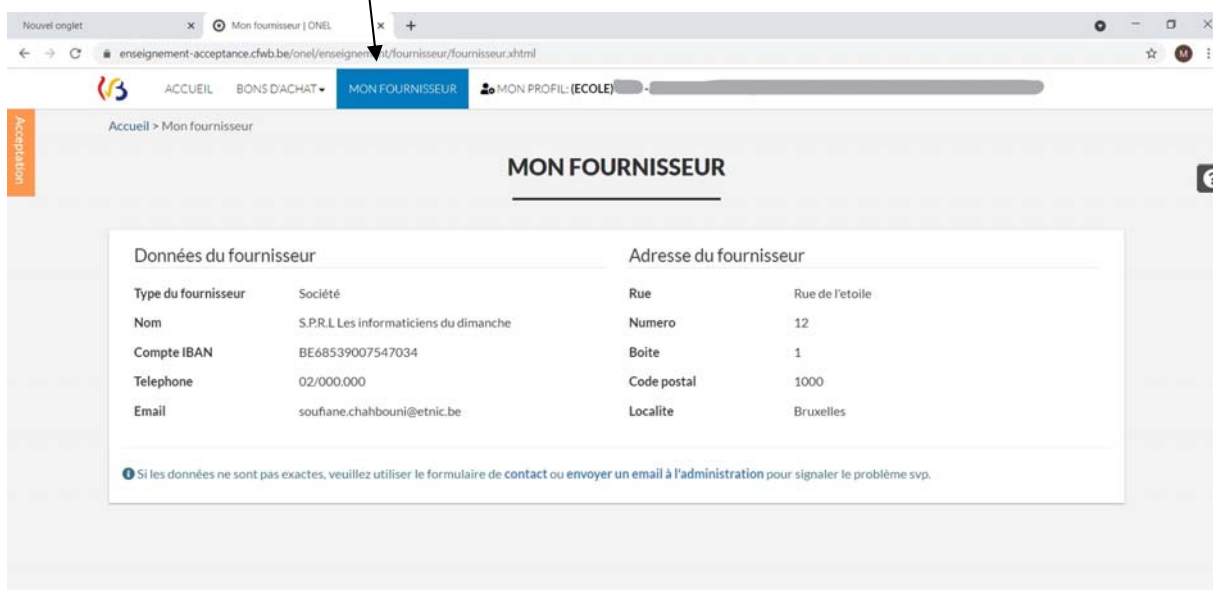 Nouvel onglet
Mon fournisseur | ONEL
enseignement-acceptance.cfwb.be/onel/enseignement/fournisseur/fournisseur.xhtml
M
ACCUEIL BONS D'ACHAT MON FOURNISSEUR MON PROFIL: (ECOLE) -
Acceptation
Accueil > Mon fournisseur
MON FOURNISSEUR
?
Données du fournisseur
Type du fournisseur Société
Nom S.P.R.L Les informaticiens du dimanche
Compte IBAN BE68539007547034
Telephone 02/000.000
Email soufiane.chahbouni@etnic.be
Adresse du fournisseur
Rue Rue de l'etoile
Numero 12
Boite 1
Code postal 1000
Localite Bruxelles
Si les données ne sont pas exactes, veuillez utiliser le formulaire de contact ou envoyer un email à l'administration pour signaler le problème svp.